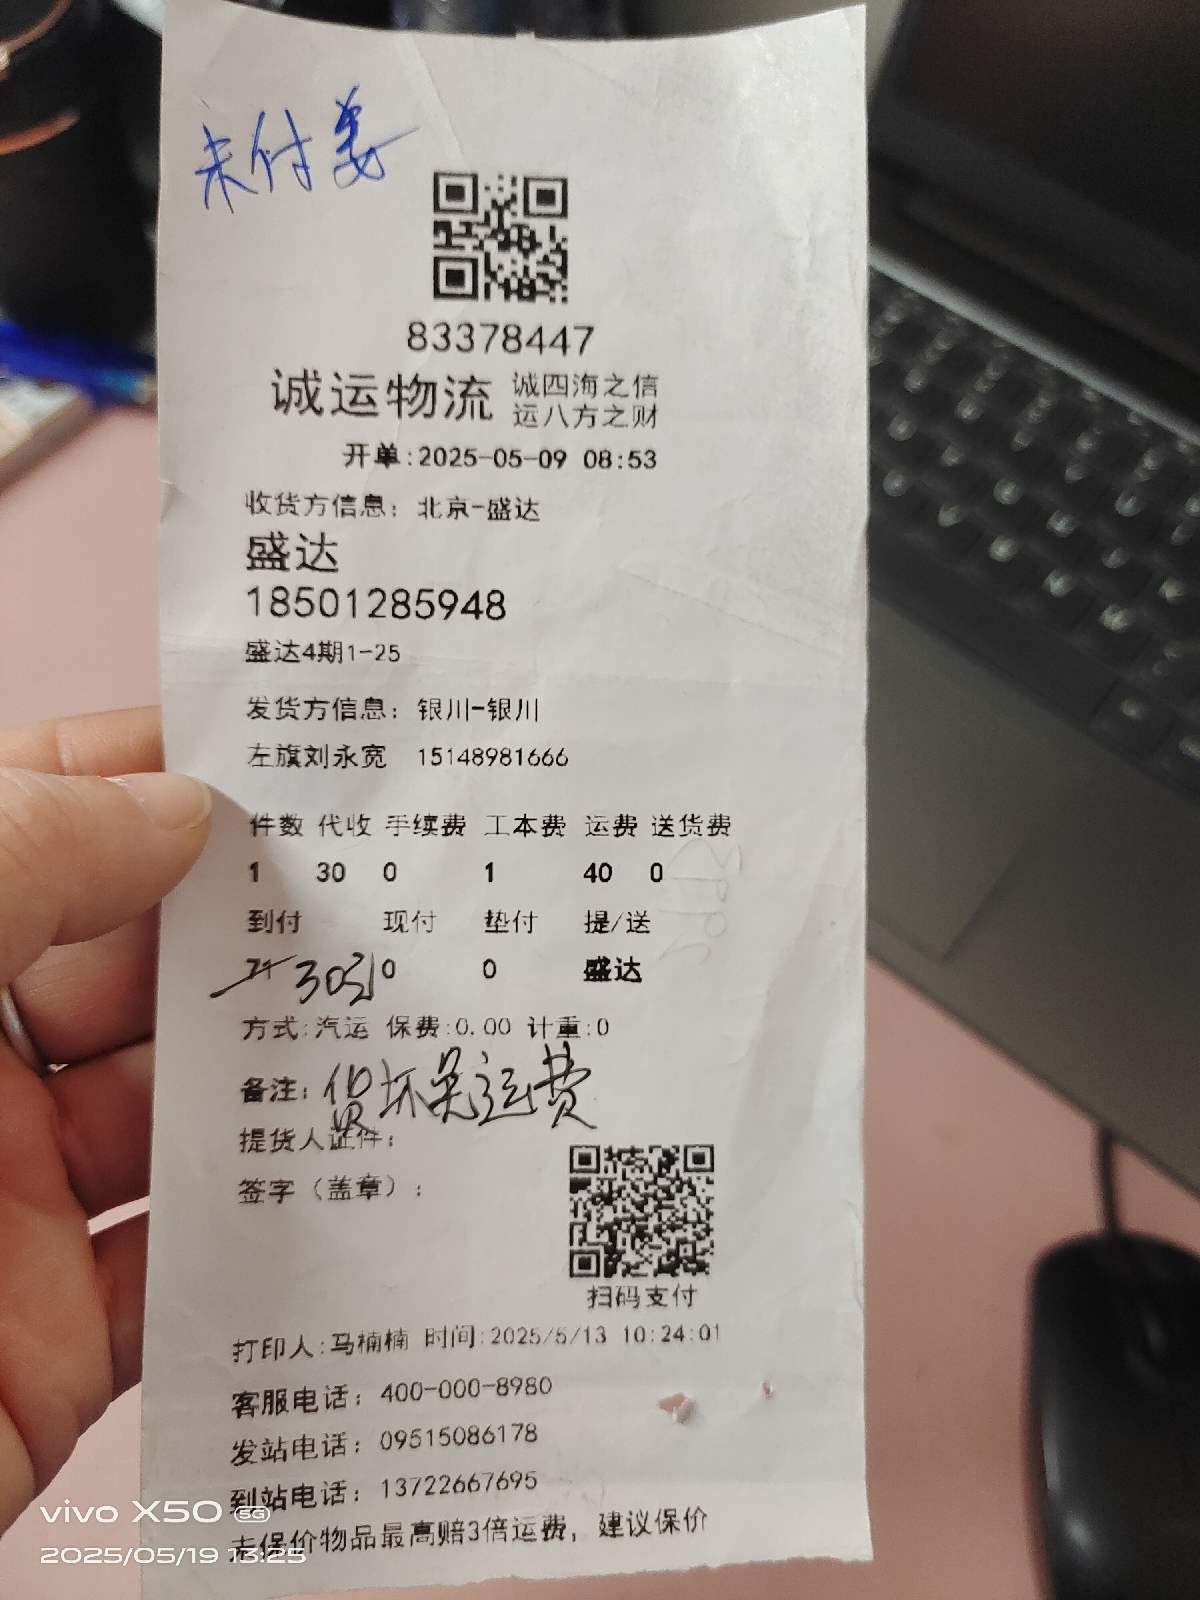 未付姜
83378447
诚运物流 诚四海之信
运八方之财
开单:2025-05-09 08:53
收货方信息：北京-盛达
盛达
18501285948
盛达4期1-25
发货方信息：银川-银川
左旗刘永宽 15148981666
件数 代收 手续费 工本费 运费 送货费
1 30 0 1 40 0
到付 现付 垫付 提/送
71 30元 0 0 盛达
方式:汽运 保费:0.00 计重:0
备注：货坏免运费
提货人证件：
签字（盖章）：
扫码支付
打印人:马楠楠 时间:2025/5/13 10:24:01
客服电话：400-000-8980
发站电话：09515086178
到站电话：13722667695
未保价物品最高赔3倍运费，建议保价
vivo X50 5G
2025/05/19 13:25